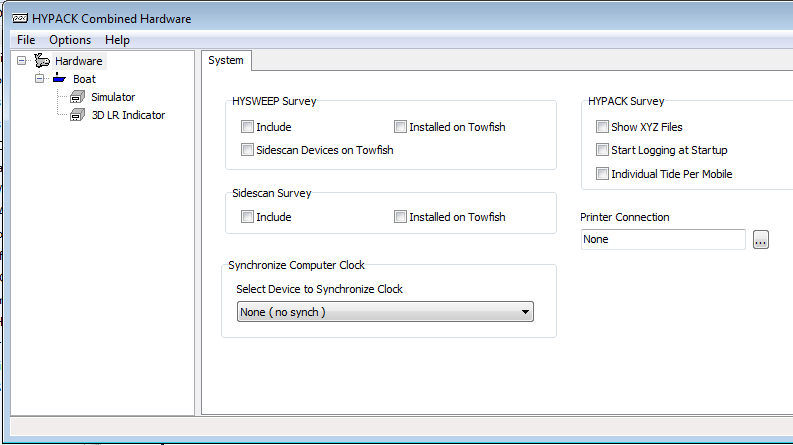 HYPACK Combined Hardware
File Options Help
Hardware
Boat
Simulator
3D LR Indicator
System
HYSWEEP Survey
Include
Installed on Towfish
Sidescan Devices on Towfish
Sidescan Survey
Include
Installed on Towfish
Synchronize Computer Clock
Select Device to Synchronize Clock
None ( no synch )
HYPACK Survey
Show XYZ Files
Start Logging at Startup
Individual Tide Per Mobile
Printer Connection
None
...